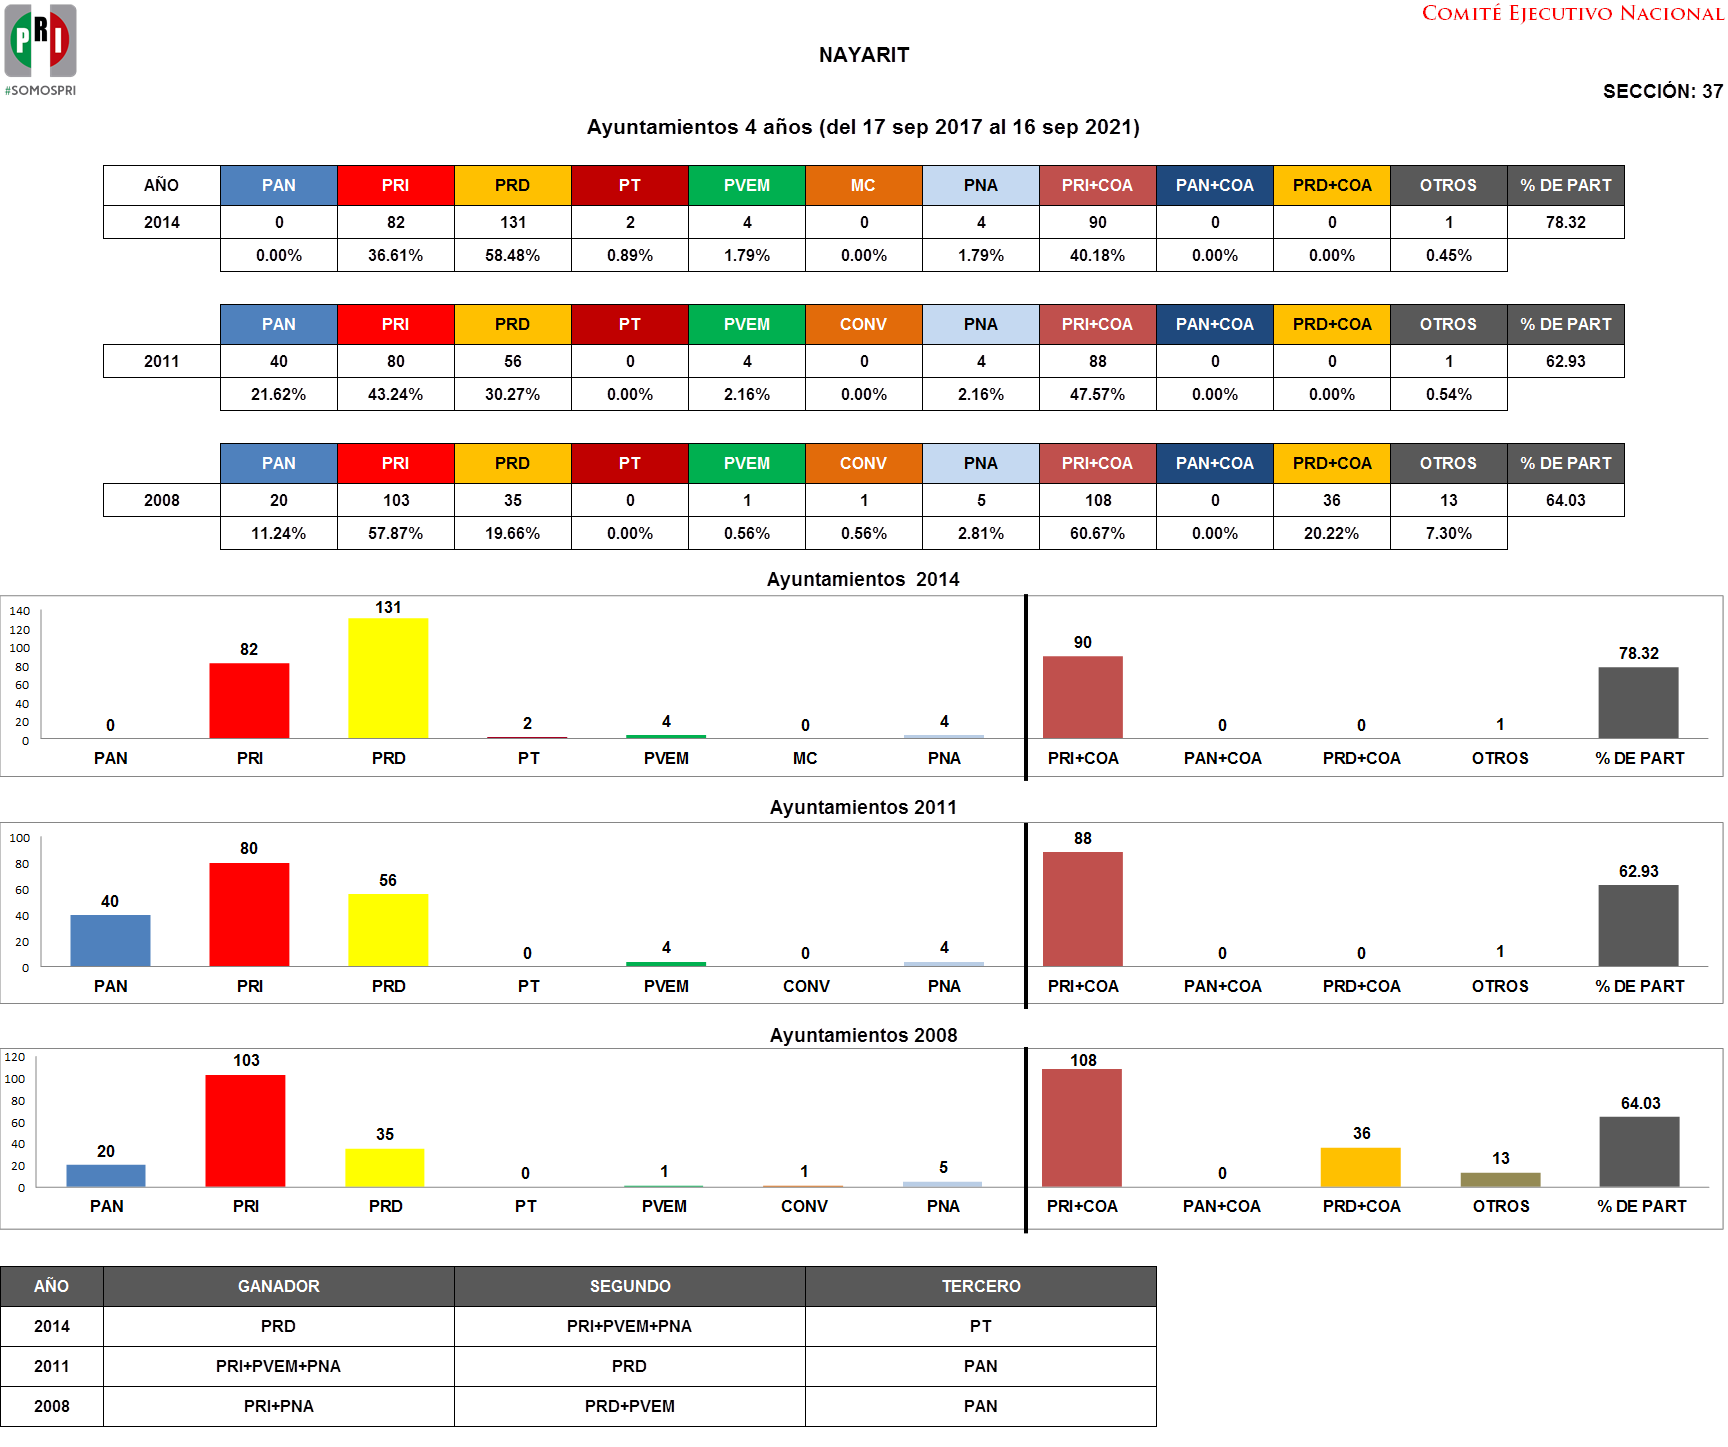 PRI
#SOMOSPRI
COMITÉ EJECUTIVO NACIONAL
NAYARIT
SECCIÓN: 37
Ayuntamientos 4 años (del 17 sep 2017 al 16 sep 2021)
AÑO PAN PRI PRD PT PVEM MC PNA PRI+COA PAN+COA PRD+COA OTROS % DE PART
2014 0 82 131 2 4 0 4 90 0 0 1 78.32
0.00% 36.61% 58.48% 0.89% 1.79% 0.00% 1.79% 40.18% 0.00% 0.00% 0.45%
PAN PRI PRD PT PVEM CONV PNA PRI+COA PAN+COA PRD+COA OTROS % DE PART
2011 40 80 56 0 4 0 4 88 0 0 1 62.93
21.62% 43.24% 30.27% 0.00% 2.16% 0.00% 2.16% 47.57% 0.00% 0.00% 0.54%
PAN PRI PRD PT PVEM CONV PNA PRI+COA PAN+COA PRD+COA OTROS % DE PART
2008 20 103 35 0 1 1 5 108 0 36 13 64.03
11.24% 57.87% 19.66% 0.00% 0.56% 0.56% 2.81% 60.67% 0.00% 20.22% 7.30%
Ayuntamientos 2014
140
120
100
80
60
40
20
0
0 82 131 2 4 0 4 90 0 0 1 78.32
PAN PRI PRD PT PVEM MC PNA PRI+COA PAN+COA PRD+COA OTROS % DE PART
Ayuntamientos 2011
100
80
60
40
20
0
40 80 56 0 4 0 4 88 0 0 1 62.93
PAN PRI PRD PT PVEM CONV PNA PRI+COA PAN+COA PRD+COA OTROS % DE PART
Ayuntamientos 2008
120
100
80
60
40
20
0
20 103 35 0 1 1 5 108 0 36 13 64.03
PAN PRI PRD PT PVEM CONV PNA PRI+COA PAN+COA PRD+COA OTROS % DE PART
AÑO GANADOR SEGUNDO TERCERO
2014 PRD PRI+PVEM+PNA PT
2011 PRI+PVEM+PNA PRD PAN
2008 PRI+PNA PRD+PVEM PAN